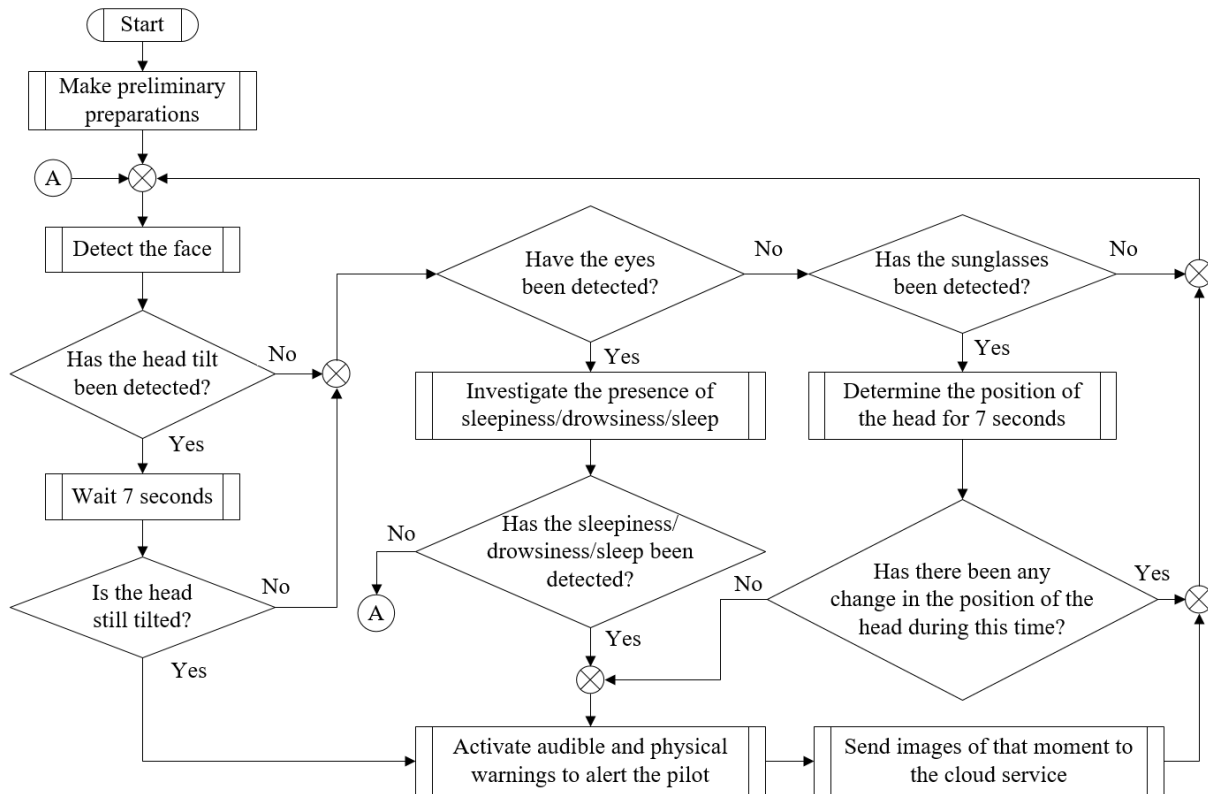 Start
Make preliminary
preparations
A
Detect the face
Has the head tilt
been detected?
No
Yes
Wait 7 seconds
Is the head
still tilted?
No
Yes
Have the eyes
been detected?
No
Yes
Has the sunglasses
been detected?
No
Yes
Investigate the presence of
sleepiness/drowsiness/sleep
Determine the position of
the head for 7 seconds
Has the sleepiness/
drowsiness/sleep been
detected?
No
A
Yes
Has there been any
change in the position of the
head during this time?
No
Yes
Activate audible and physical
warnings to alert the pilot
Send images of that moment to
the cloud service